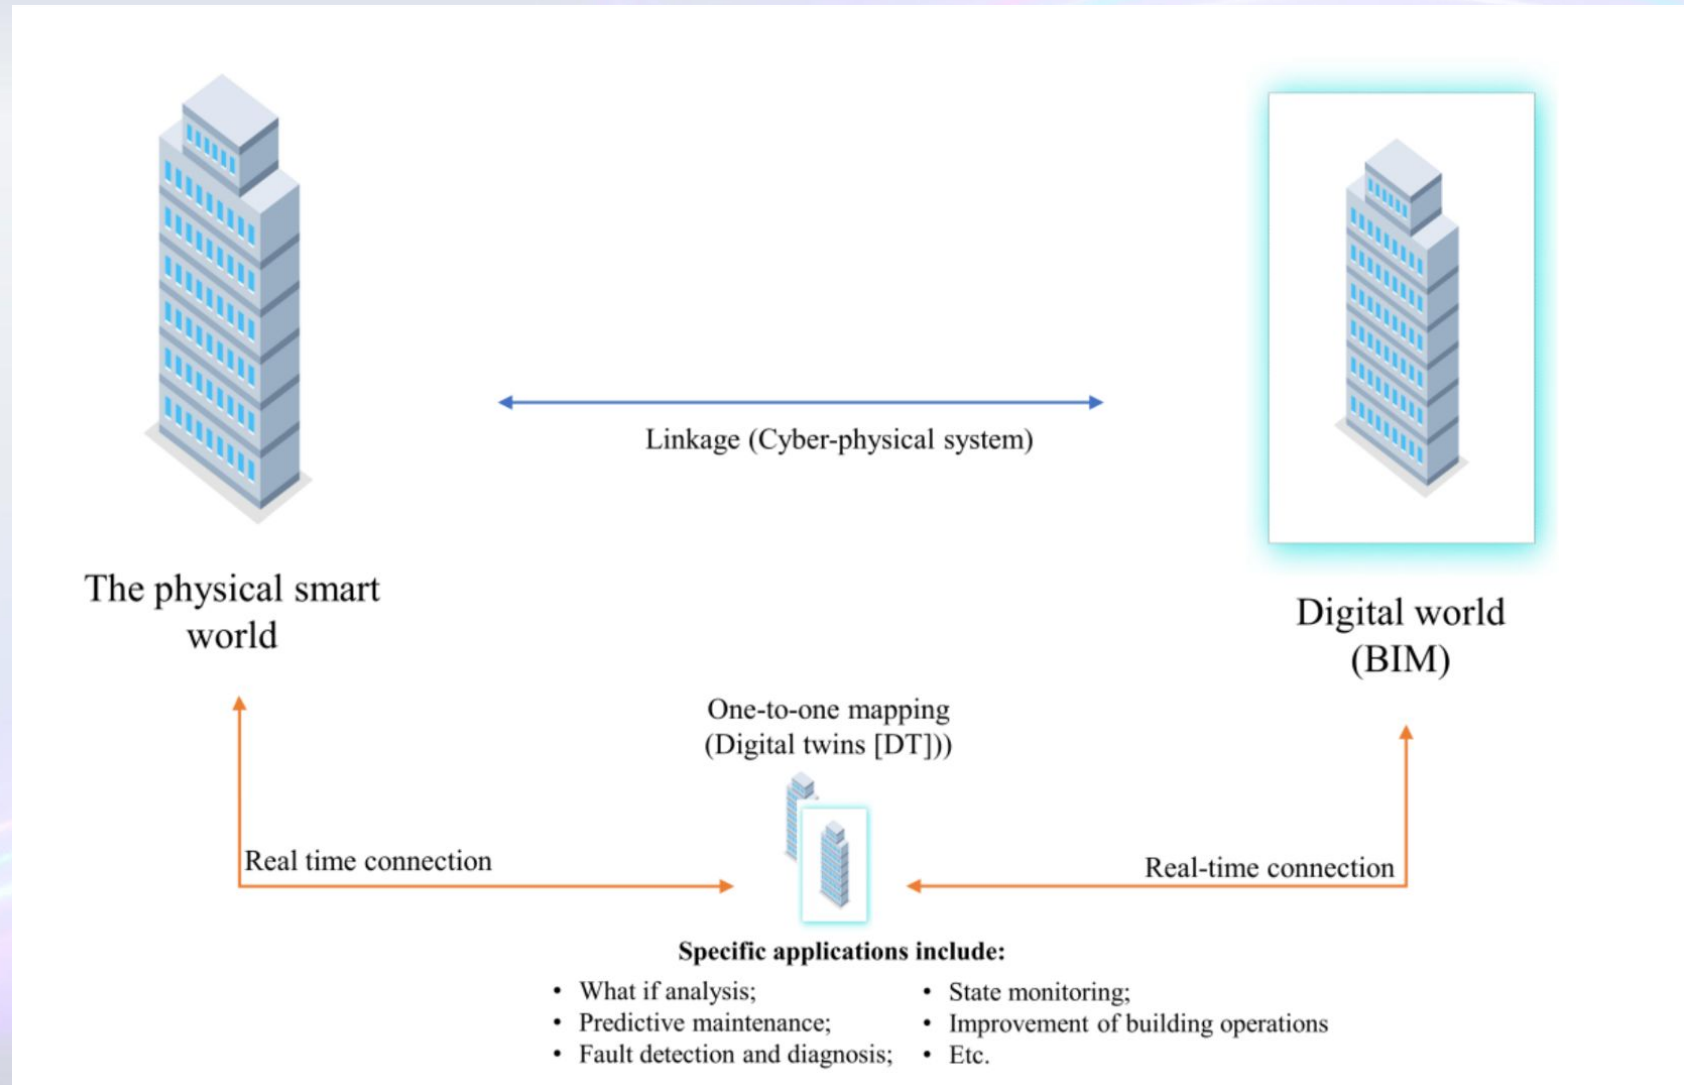 Linkage (Cyber-physical system)
The physical smart
world
Digital world
(BIM)
One-to-one mapping
(Digital twins [DT]))
Real time connection
Real-time connection
Specific applications include:
• What if analysis;
• Predictive maintenance;
• Fault detection and diagnosis;
• State monitoring;
• Improvement of building operations
• Etc.